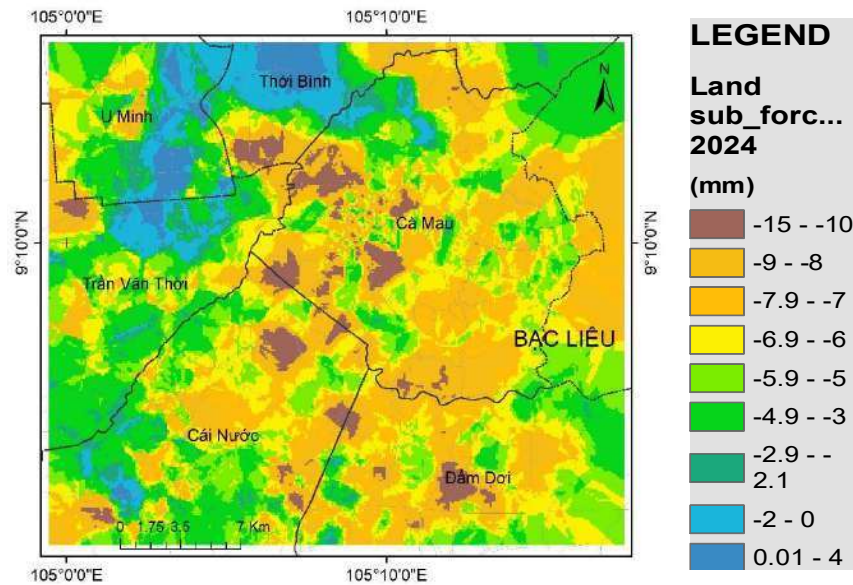 105°0'0"E
105°10'0"E
Thới Bình
N
U Minh
9°10'0"N
9°10'0"N
Cà Mau
Trần Văn Thời
BẠC LIÊU
Cái Nước
Đầm Dơi
0 1.75 3.5 7 Km
105°0'0"E
105°10'0"E
LEGEND
Land
sub_forc...
2024
(mm)
-15 - -10
-9 - -8
-7.9 - -7
-6.9 - -6
-5.9 - -5
-4.9 - -3
-2.9 - -
2.1
-2 - 0
0.01 - 4